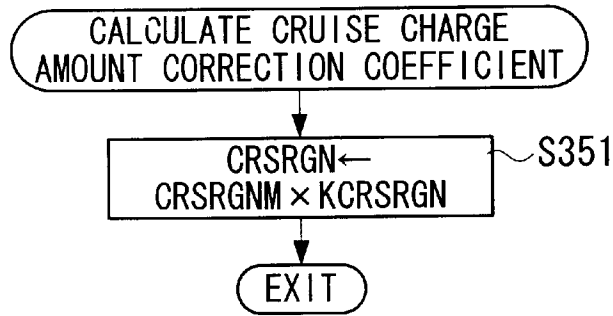 CALCULATE CRUISE CHARGE
AMOUNT CORRECTION COEFFICIENT
CRSRGN←
CRSRGNM × KCRSRGN
S351
EXIT